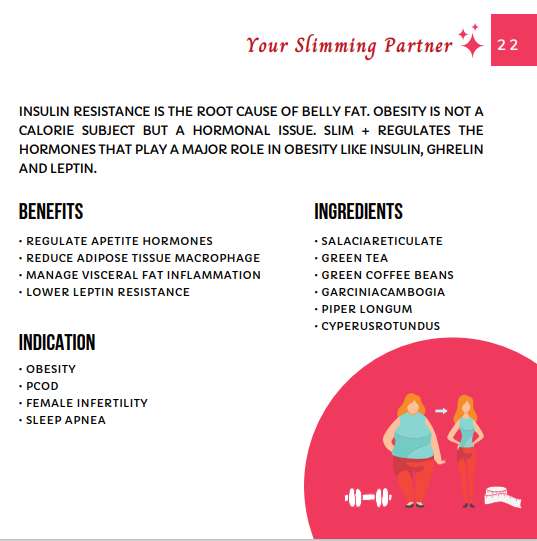 Your Slimming Partner
22
INSULIN RESISTANCE IS THE ROOT CAUSE OF BELLY FAT. OBESITY IS NOT A
CALORIE SUBJECT BUT A HORMONAL ISSUE. SLIM + REGULATES THE
HORMONES THAT PLAY A MAJOR ROLE IN OBESITY LIKE INSULIN, GHRELIN
AND LEPTIN.
BENEFITS
• REGULATE APETITE HORMONES
• REDUCE ADIPOSE TISSUE MACROPHAGE
• MANAGE VISCERAL FAT INFLAMMATION
• LOWER LEPTIN RESISTANCE
INDICATION
• OBESITY
• PCOD
• FEMALE INFERTILITY
• SLEEP APNEA
INGREDIENTS
• SALACIARETICULATE
• GREEN TEA
• GREEN COFFEE BEANS
• GARCINIACAMBOGIA
• PIPER LONGUM
• CYPERUSROTUNDUS